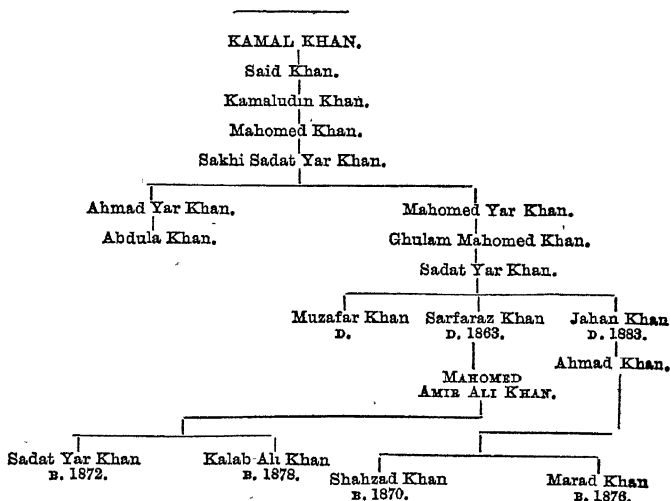 KAMAL KHAN.
Said Khan.
Kamaludin Khan.
Mahomed Khan.
Sakhi Sadat Yar Khan.
Ahmad Yar Khan. Mahomed Yar Khan.
Abdula Khan. Ghulam Mahomed Khan.
Sadat Yar Khan.
Muzafar Khan Sarfaraz Khan Jahan Khan
D. D. 1863. D. 1883.
Ahmad Khan.
MAHOMED
AMIR ALI KHAN.
Sadat Yar Khan Kalab Ali Khan
B. 1872. B. 1878.
Shahzad Khan Marad Khan
B. 1870. B. 1876.